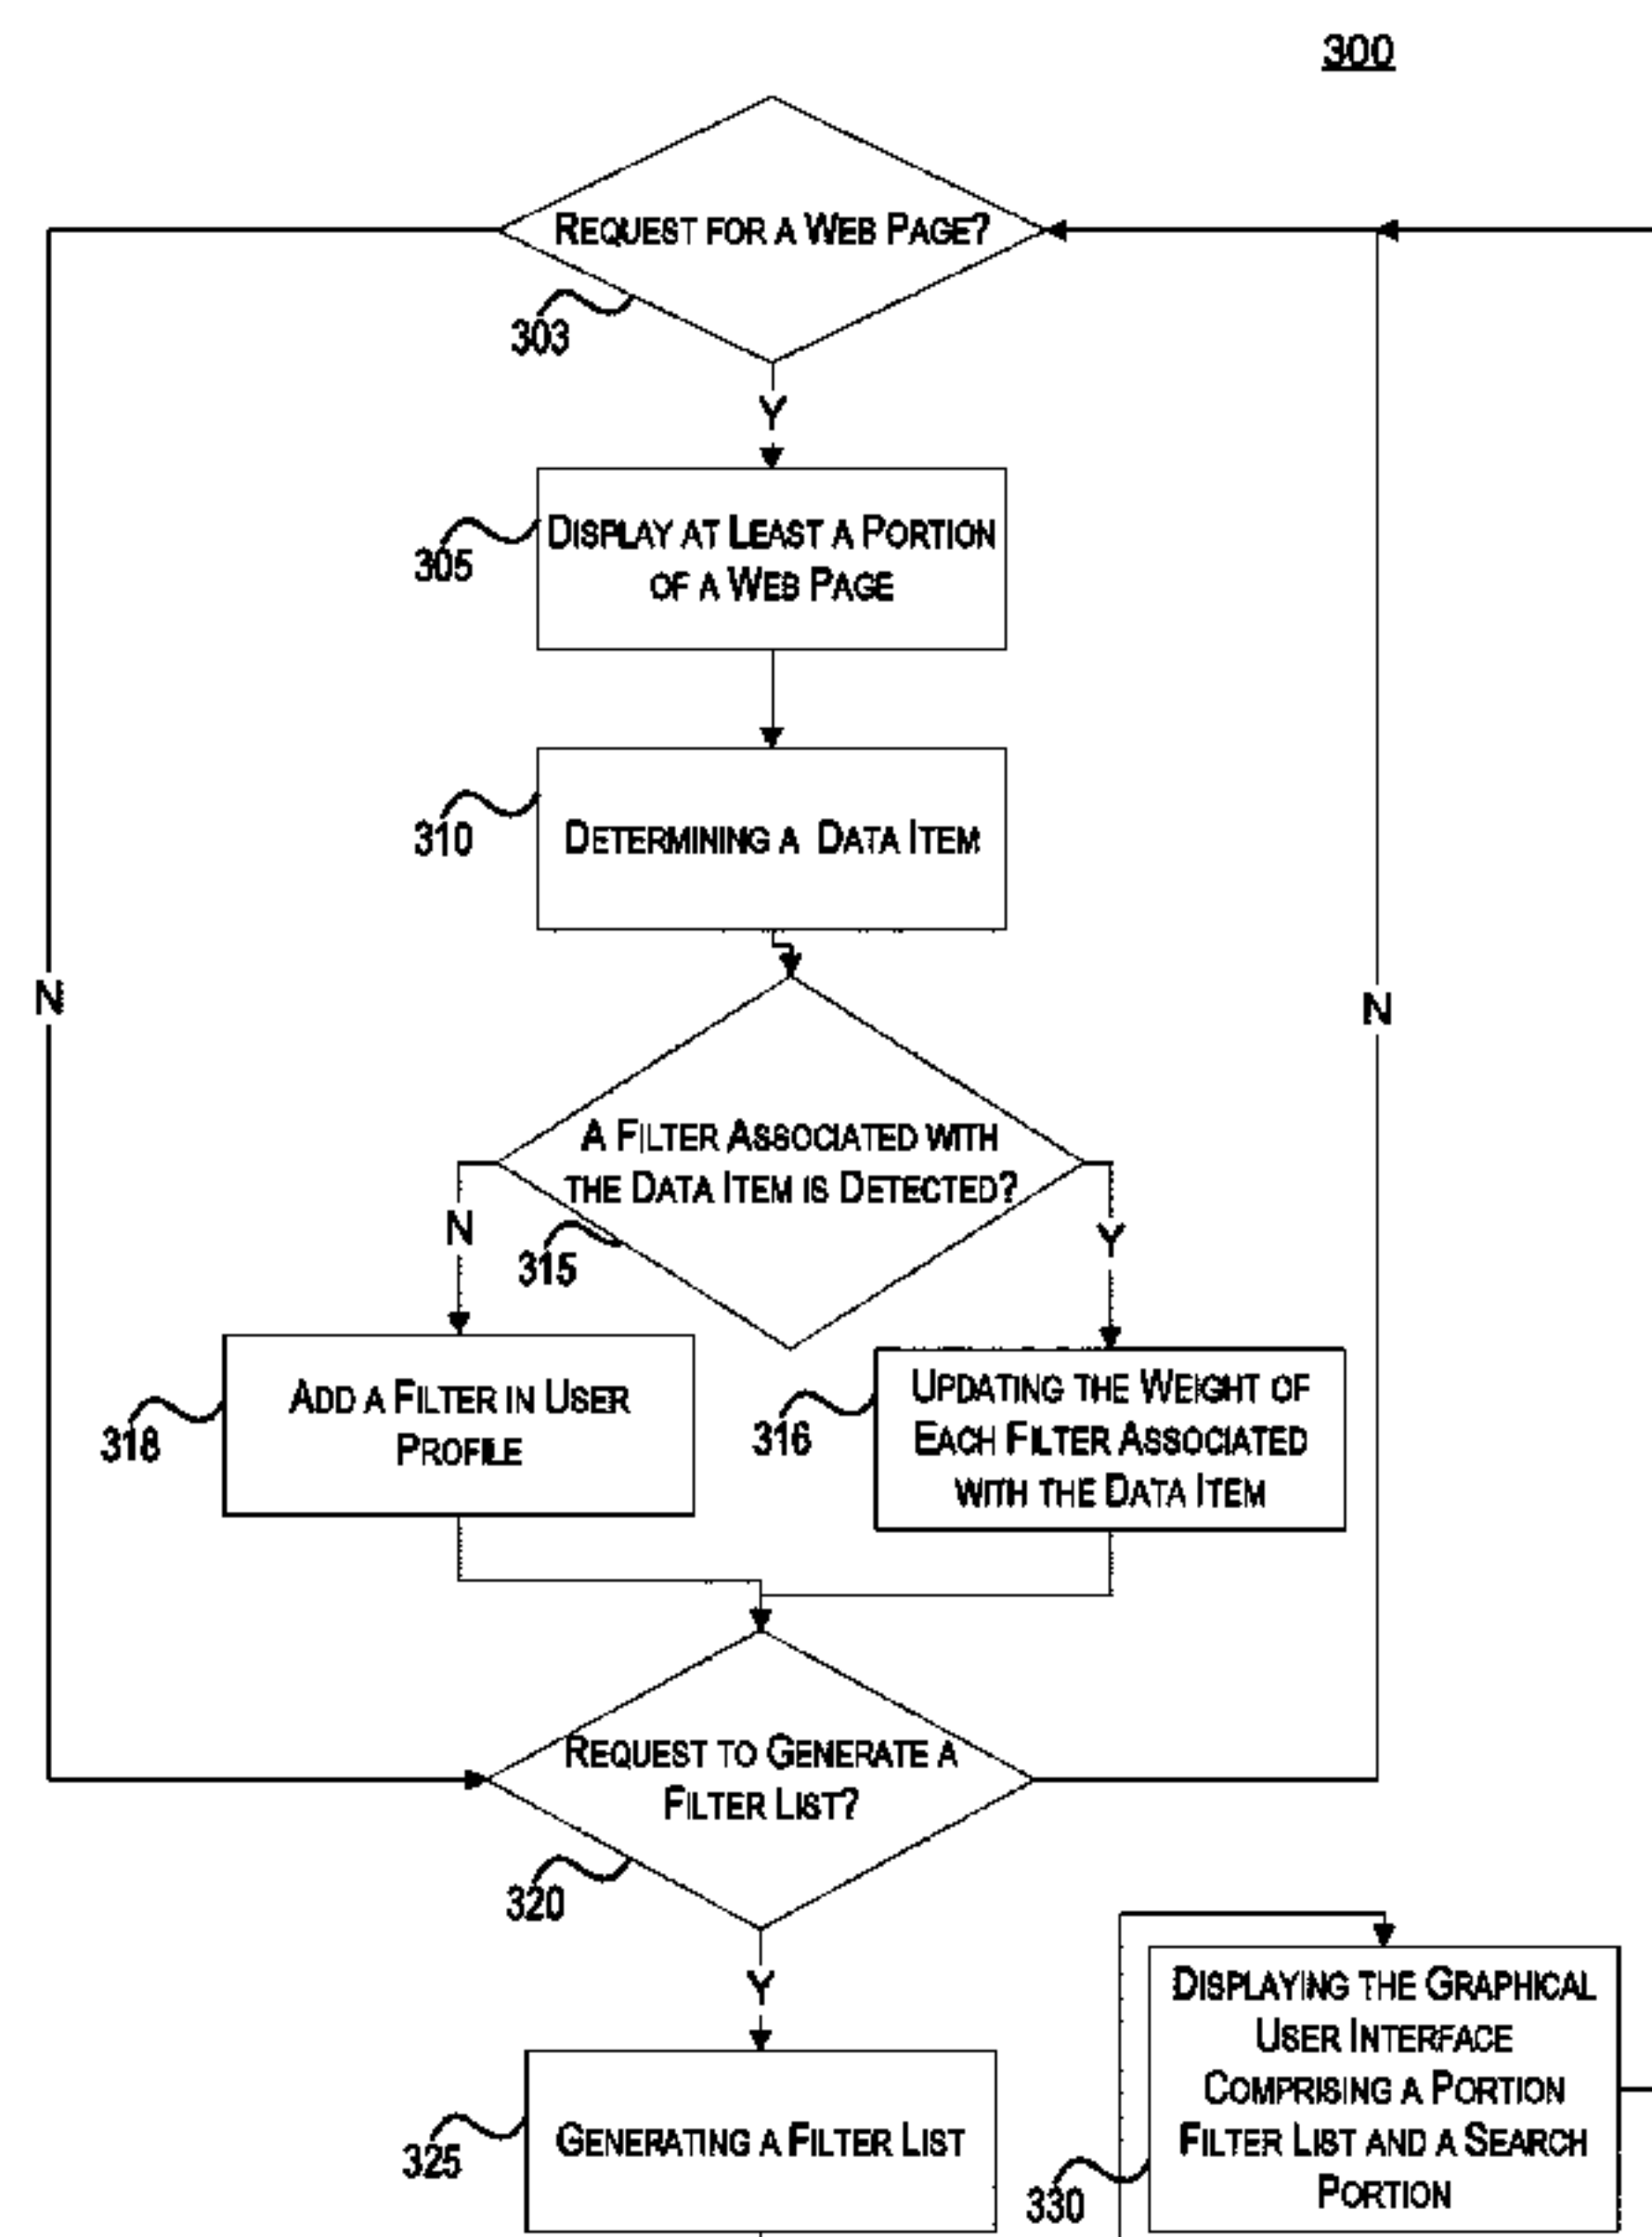 300
REQUEST FOR A WEB PAGE?
303
Y
DISPLAY AT LEAST A PORTION
OF A WEB PAGE
305
DETERMINING A DATA ITEM
310
N
N
A FILTER ASSOCIATED WITH
THE DATA ITEM IS DETECTED?
N
315
Y
ADD A FILTER IN USER
PROFILE
318
UPDATING THE WEIGHT OF
EACH FILTER ASSOCIATED
WITH THE DATA ITEM
316
REQUEST TO GENERATE A
FILTER LIST?
320
Y
GENERATING A FILTER LIST
325
DISPLAYING THE GRAPHICAL
USER INTERFACE
COMPRISING A PORTION
FILTER LIST AND A SEARCH
PORTION
330